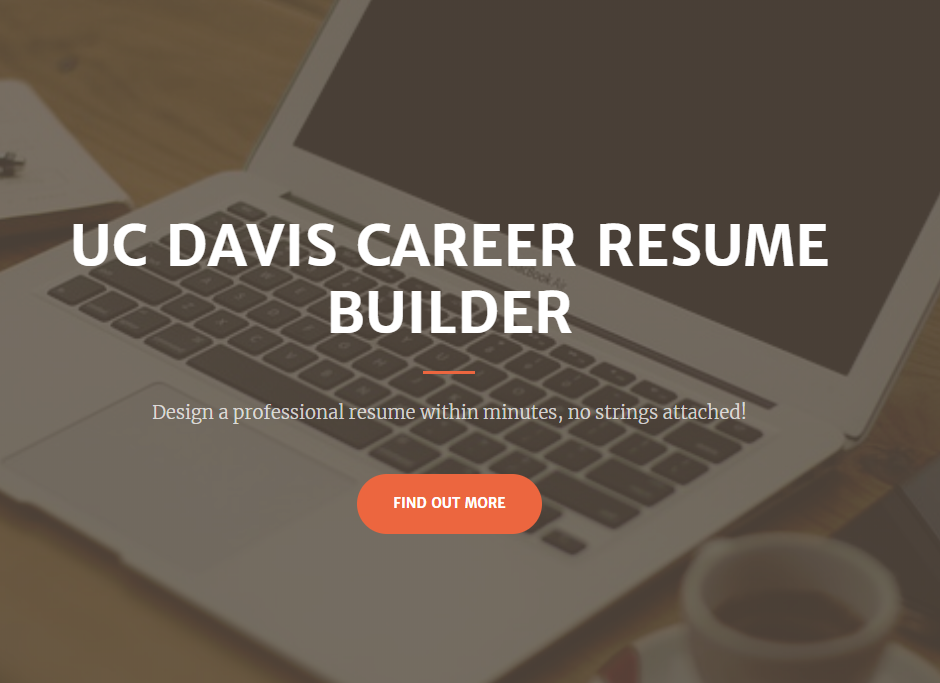 UC DAVIS CAREER RESUME
BUILDER
Design a professional resume within minutes, no strings attached!
FIND OUT MORE